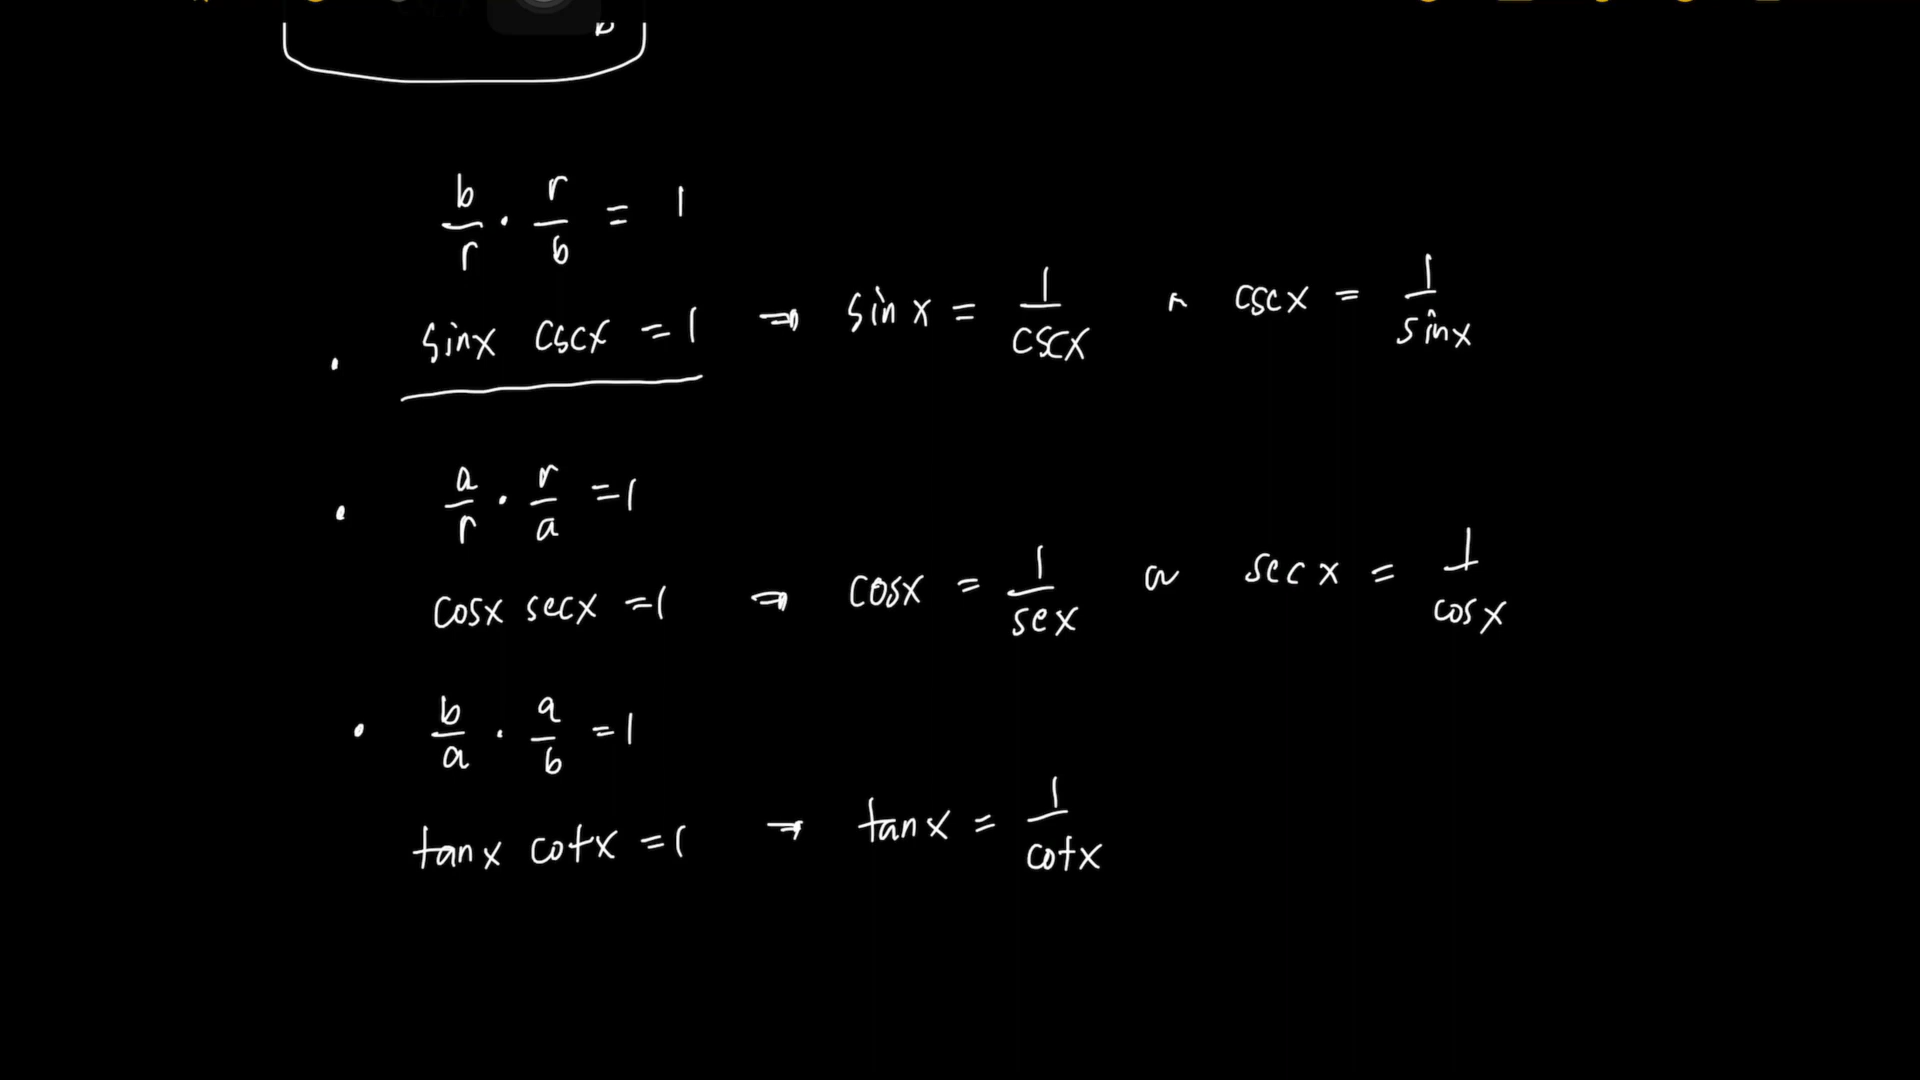 b/r · r/b = 1
sinx cscx = 1 ⇒ sin x = 1/cscx cscx = 1/sinx
a/r · r/a = 1
cosx secx = 1 ⇒ cosx = 1/sex or secx = 1/cosx
b/a · a/b = 1
tanx cotx = 1 ⇒ tanx = 1/cotx